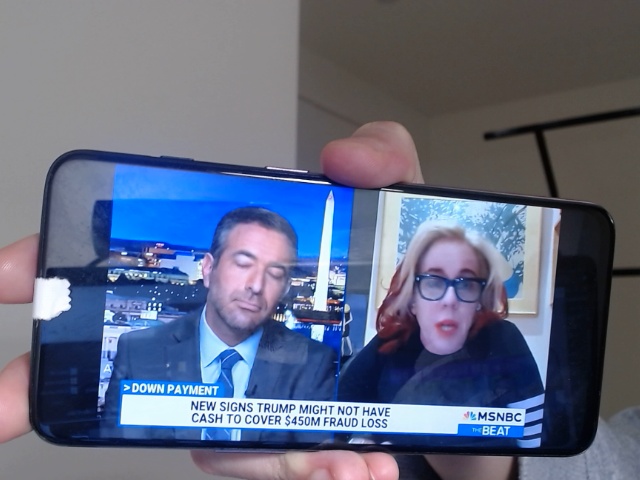 > DOWN PAYMENT
NEW SIGNS TRUMP MIGHT NOT HAVE
CASH TO COVER $450M FRAUD LOSS
MSNBC
THE BEAT